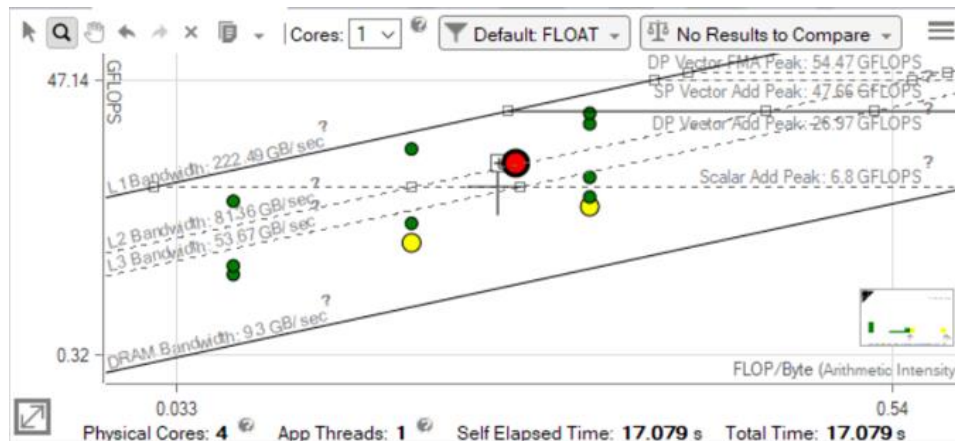 Cores: 1 Default: FLOAT No Results to Compare
GFLOPS
47.14
DP Vector FMA Peak: 54.47 GFLOPS
?
SP Vector Add Peak: 47.66 GFLOPS
?
DP Vector Add Peak: 26.97 GFLOPS
?
Scalar Add Peak: 6.8 GFLOPS
?
L1 Bandwidth: 222.49 GB/sec
?
L2 Bandwidth: 81.36 GB/sec
?
L3 Bandwidth: 53.67 GB/sec
?
DRAM Bandwidth: 9.3 GB/sec
?
0.32
FLOP/Byte (Arithmetic Intensity
0.033
0.54
Physical Cores: 4 App Threads: 1 Self Elapsed Time: 17.079 s Total Time: 17.079 s